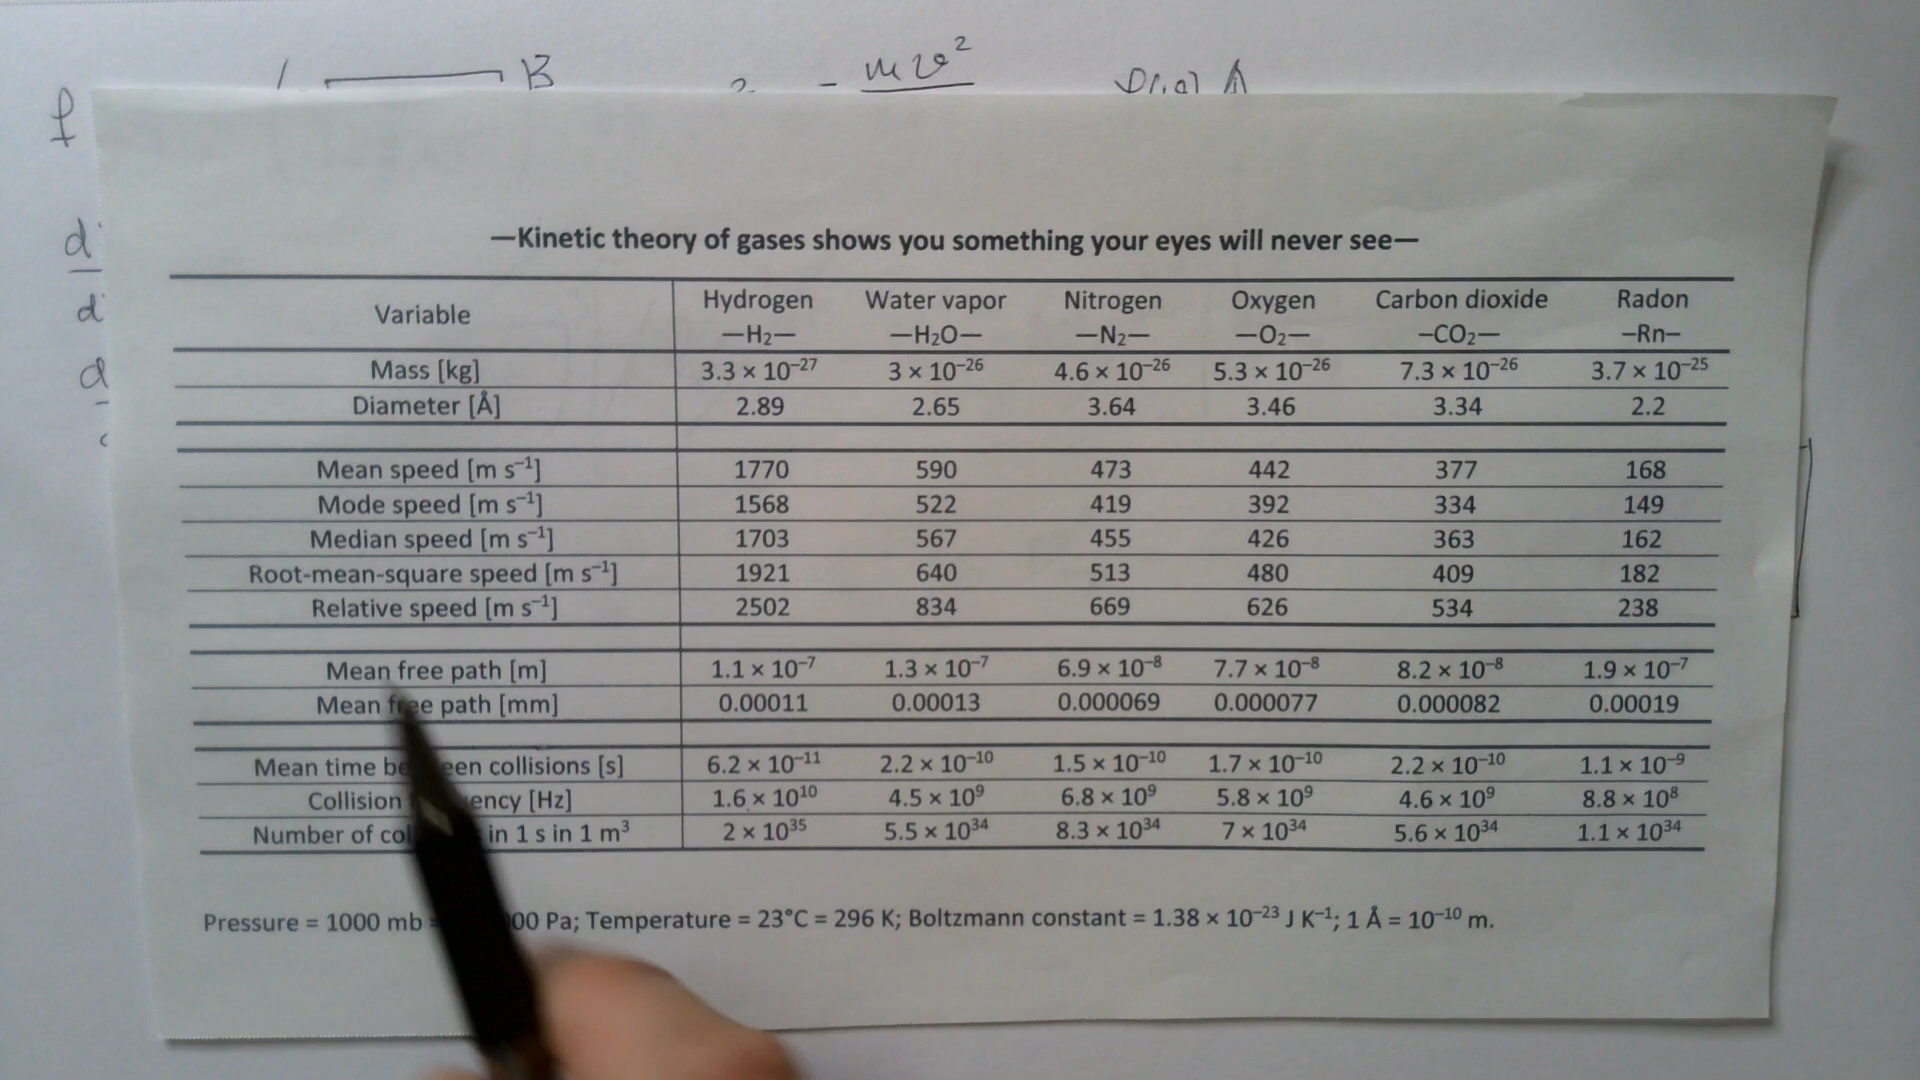 B
mv²
f
—Kinetic theory of gases shows you something your eyes will never see—
Variable Hydrogen —H₂— Water vapor —H₂O— Nitrogen —N₂— Oxygen —O₂— Carbon dioxide —CO₂— Radon —Rn—
Mass [kg] 3.3 × 10⁻²⁷ 3 × 10⁻²⁶ 4.6 × 10⁻²⁶ 5.3 × 10⁻²⁶ 7.3 × 10⁻²⁶ 3.7 × 10⁻²⁵
Diameter [Å] 2.89 2.65 3.64 3.46 3.34 2.2
Mean speed [m s⁻¹] 1770 590 473 442 377 168
Mode speed [m s⁻¹] 1568 522 419 392 334 149
Median speed [m s⁻¹] 1703 567 455 426 363 162
Root-mean-square speed [m s⁻¹] 1921 640 513 480 409 182
Relative speed [m s⁻¹] 2502 834 669 626 534 238
Mean free path [m] 1.1 × 10⁻⁷ 1.3 × 10⁻⁷ 6.9 × 10⁻⁸ 7.7 × 10⁻⁸ 8.2 × 10⁻⁸ 1.9 × 10⁻⁷
Mean free path [mm] 0.00011 0.00013 0.000069 0.000077 0.000082 0.00019
Mean time between collisions [s] 6.2 × 10⁻¹¹ 2.2 × 10⁻¹⁰ 1.5 × 10⁻¹⁰ 1.7 × 10⁻¹⁰ 2.2 × 10⁻¹⁰ 1.1 × 10⁻⁹
Collision [Hz] 1.6 × 10¹⁰ 4.5 × 10⁹ 6.8 × 10⁹ 5.8 × 10⁹ 4.6 × 10⁹ 8.8 × 10⁸
Number of in 1 s in 1 m³ 2 × 10³⁵ 5.5 × 10³⁴ 8.3 × 10³⁴ 7 × 10³⁴ 5.6 × 10³⁴ 1.1 × 10³⁴
Pressure = 1000 mb Pa; Temperature = 23°C = 296 K; Boltzmann constant = 1.38 × 10⁻²³ J K⁻¹; 1 Å = 10⁻¹⁰ m.